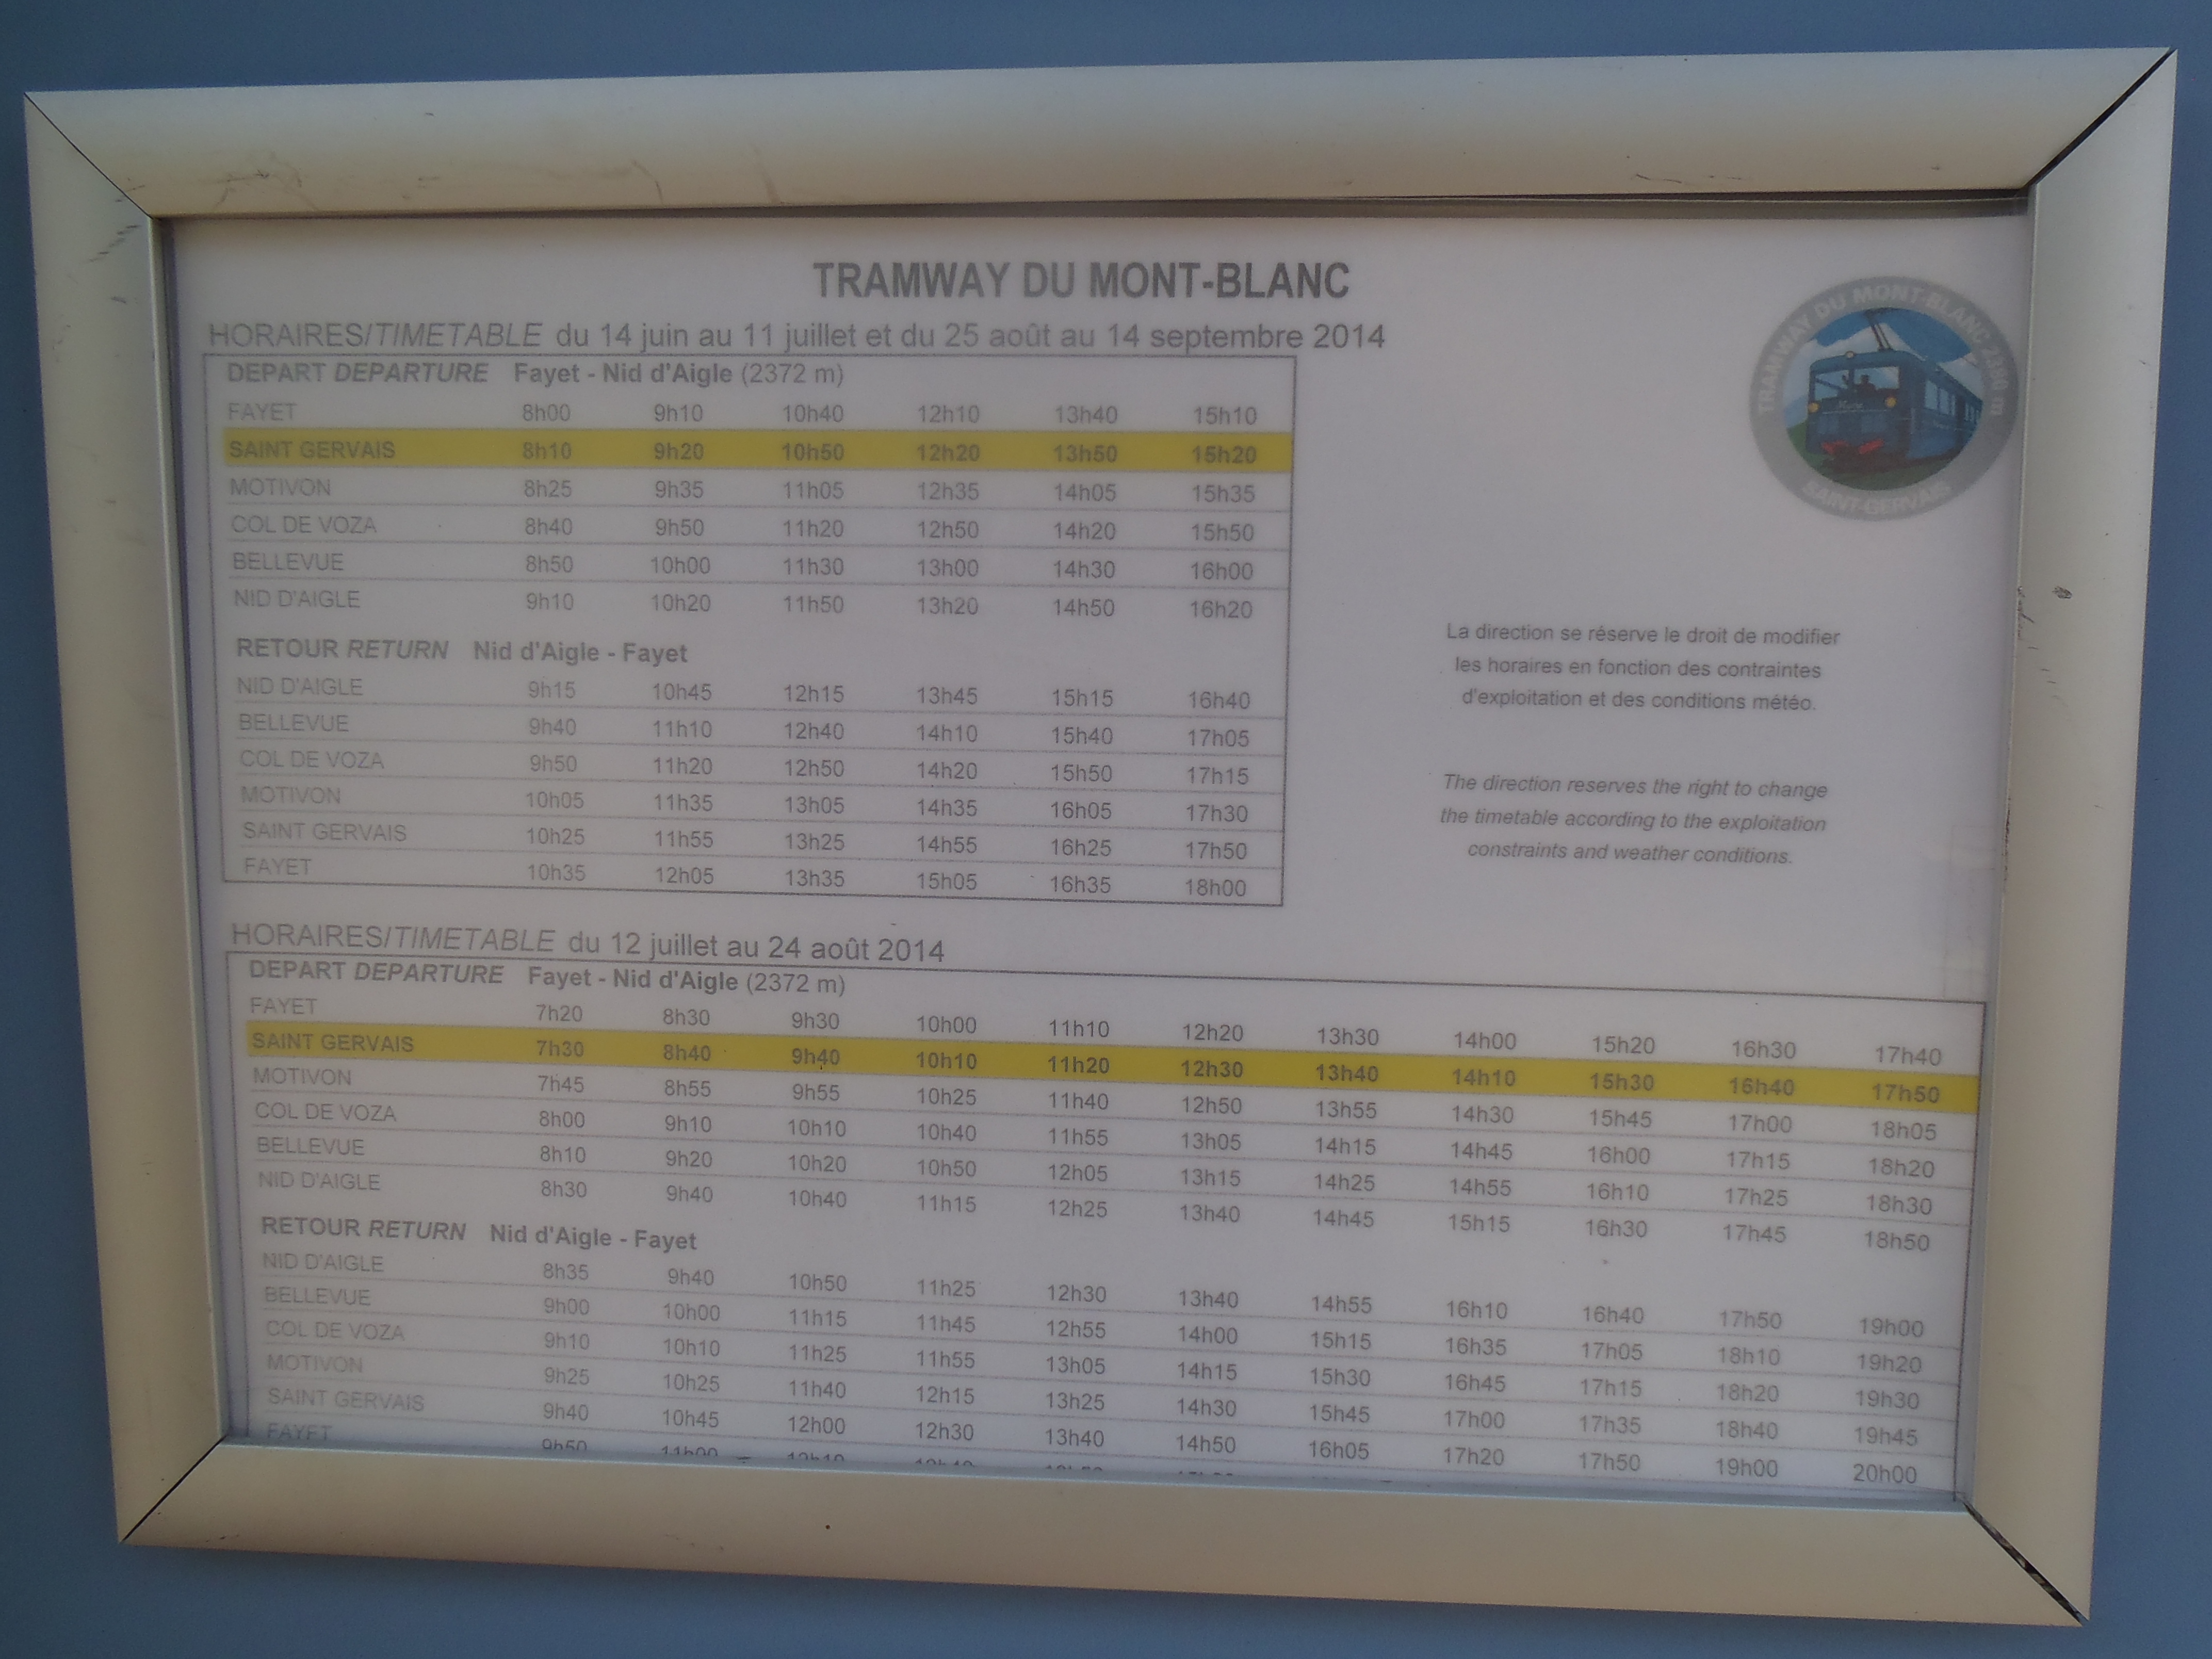 TRAMWAY DU MONT-BLANC
TRAMWAY DU MONT-BLANC 2380 m
SAINT-GERVAIS
HORAIRES/TIMETABLE du 14 juin au 11 juillet et du 25 août au 14 septembre 2014
DEPART DEPARTURE Fayet - Nid d'Aigle (2372 m)
FAYET 8h00 9h10 10h40 12h10 13h40 15h10
SAINT GERVAIS 8h10 9h20 10h50 12h20 13h50 15h20
MOTIVON 8h25 9h35 11h05 12h35 14h05 15h35
COL DE VOZA 8h40 9h50 11h20 12h50 14h20 15h50
BELLEVUE 8h50 10h00 11h30 13h00 14h30 16h00
NID D'AIGLE 9h10 10h20 11h50 13h20 14h50 16h20
RETOUR RETURN Nid d'Aigle - Fayet
NID D'AIGLE 9h15 10h45 12h15 13h45 15h15 16h40
BELLEVUE 9h40 11h10 12h40 14h10 15h40 17h05
COL DE VOZA 9h50 11h20 12h50 14h20 15h50 17h15
MOTIVON 10h05 11h35 13h05 14h35 16h05 17h30
SAINT GERVAIS 10h25 11h55 13h25 14h55 16h25 17h50
FAYET 10h35 12h05 13h35 15h05 16h35 18h00
La direction se réserve le droit de modifier
les horaires en fonction des contraintes
d'exploitation et des conditions météo.
The direction reserves the right to change
the timetable according to the exploitation
constraints and weather conditions.
HORAIRES/TIMETABLE du 12 juillet au 24 août 2014
DEPART DEPARTURE Fayet - Nid d'Aigle (2372 m)
FAYET 7h20 8h30 9h30 10h00 11h10 12h20 13h30 14h00 15h20 16h30 17h40
SAINT GERVAIS 7h30 8h40 9h40 10h10 11h20 12h30 13h40 14h10 15h30 16h40 17h50
MOTIVON 7h45 8h55 9h55 10h25 11h40 12h50 13h55 14h30 15h45 17h00 18h05
COL DE VOZA 8h00 9h10 10h10 10h40 11h55 13h05 14h15 14h45 16h00 17h15 18h20
BELLEVUE 8h10 9h20 10h20 10h50 12h05 13h15 14h25 14h55 16h10 17h25 18h30
NID D'AIGLE 8h30 9h40 10h40 11h15 12h25 13h40 14h45 15h15 16h30 17h45 18h50
RETOUR RETURN Nid d'Aigle - Fayet
NID D'AIGLE 8h35 9h40 10h50 11h25 12h30 13h40 14h55 16h10 16h40 17h50 19h00
BELLEVUE 9h00 10h00 11h15 11h45 12h55 14h00 15h15 16h35 17h05 18h10 19h20
COL DE VOZA 9h10 10h10 11h25 11h55 13h05 14h15 15h30 16h45 17h15 18h20 19h30
MOTIVON 9h25 10h25 11h40 12h15 13h25 14h30 15h45 17h00 17h35 18h40 19h45
SAINT GERVAIS 9h40 10h45 12h00 12h30 13h40 14h50 16h05 17h20 17h50 19h00 20h00
FAYET 9h50 11h00 12h10 12h40